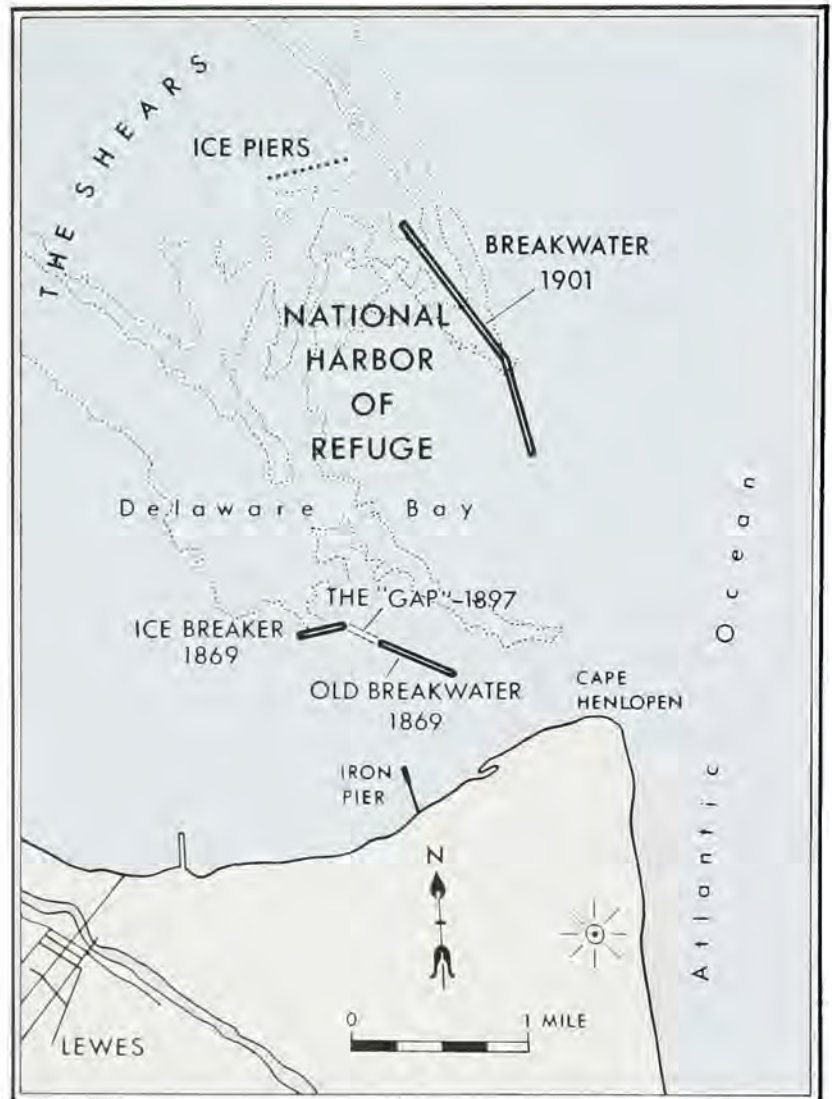 THE SHEARS
ICE PIERS
BREAKWATER
1901
NATIONAL
HARBOR
OF
REFUGE
Delaware Bay
THE "GAP"-1897
ICE BREAKER
1869
OLD BREAKWATER
1869
CAPE
HENLOPEN
IRON
PIER
Atlantic Ocean
N
0 1 MILE
LEWES